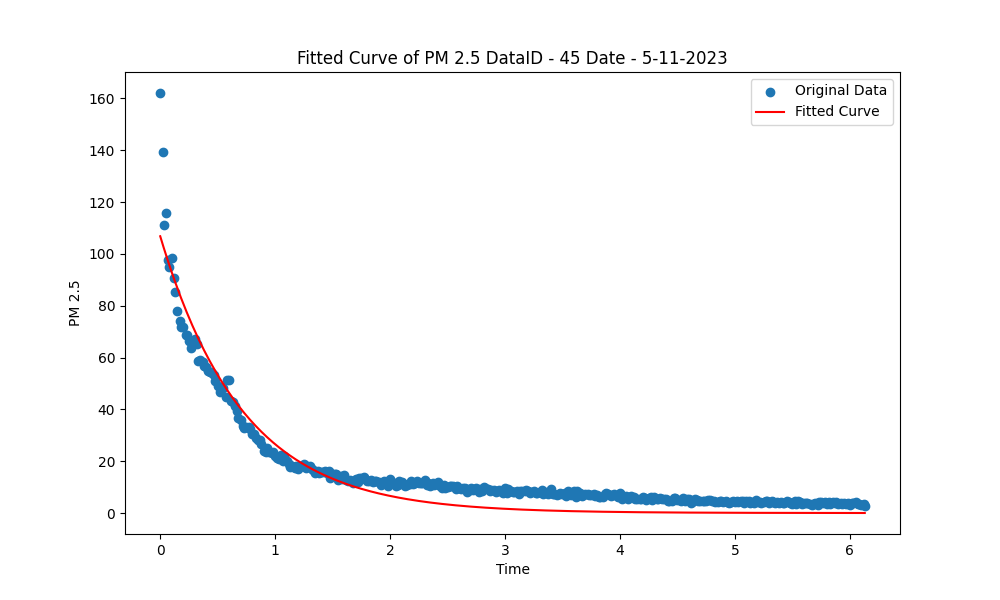 Fitted Curve of PM 2.5 DataID - 45 Date - 5-11-2023
Original Data
Fitted Curve
160
140
120
100
80
60
40
20
0
PM 2.5
0 1 2 3 4 5 6
Time